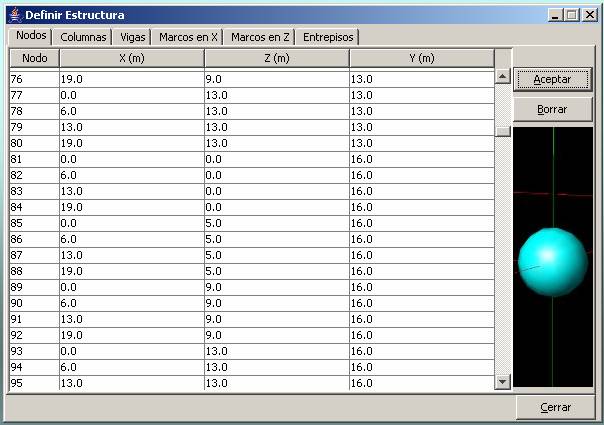 Definir Estructura
Nodos Columnas Vigas Marcos en X Marcos en Z Entrepisos
Nodo X (m) Z (m) Y (m)
76 19.0 9.0 13.0
77 0.0 13.0 13.0
78 6.0 13.0 13.0
79 13.0 13.0 13.0
80 19.0 13.0 13.0
81 0.0 0.0 16.0
82 6.0 0.0 16.0
83 13.0 0.0 16.0
84 19.0 0.0 16.0
85 0.0 5.0 16.0
86 6.0 5.0 16.0
87 13.0 5.0 16.0
88 19.0 5.0 16.0
89 0.0 9.0 16.0
90 6.0 9.0 16.0
91 13.0 9.0 16.0
92 19.0 9.0 16.0
93 0.0 13.0 16.0
94 6.0 13.0 16.0
95 13.0 13.0 16.0
Aceptar
Borrar
Cerrar